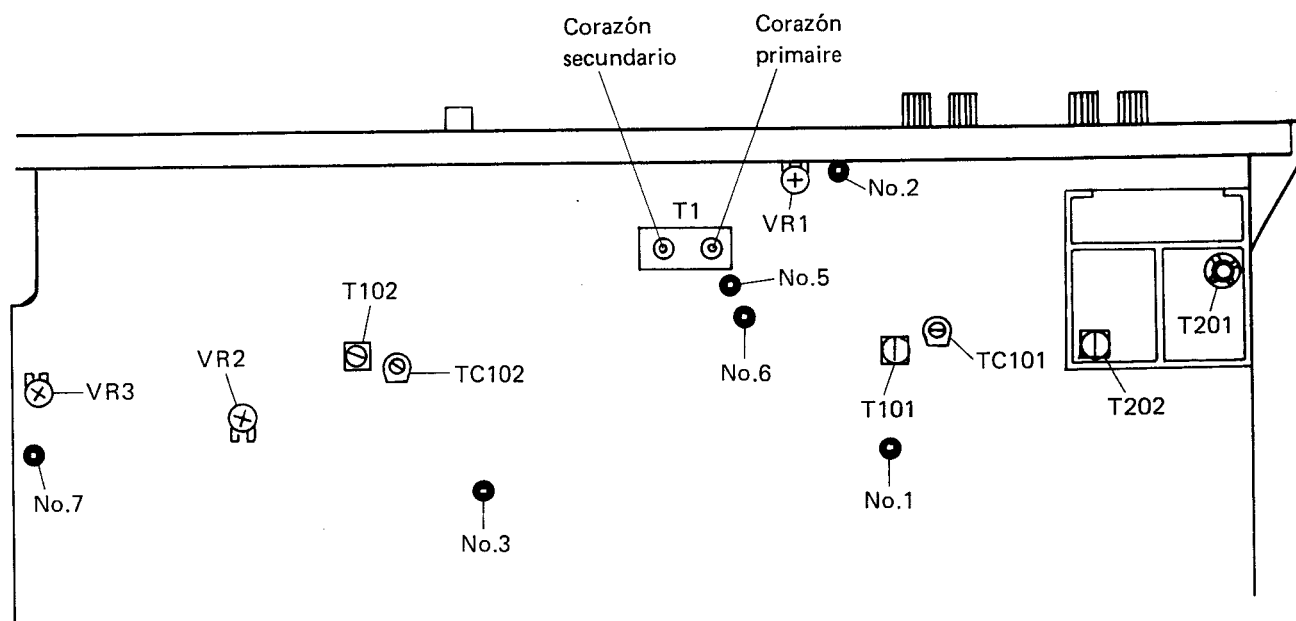 Corazón
secundario
Corazón
primaire
No.2
T1
VR1
No.5
T102
T201
VR2
TC102
No.6
TC101
VR3
T101
T202
No.7
No.1
No.3